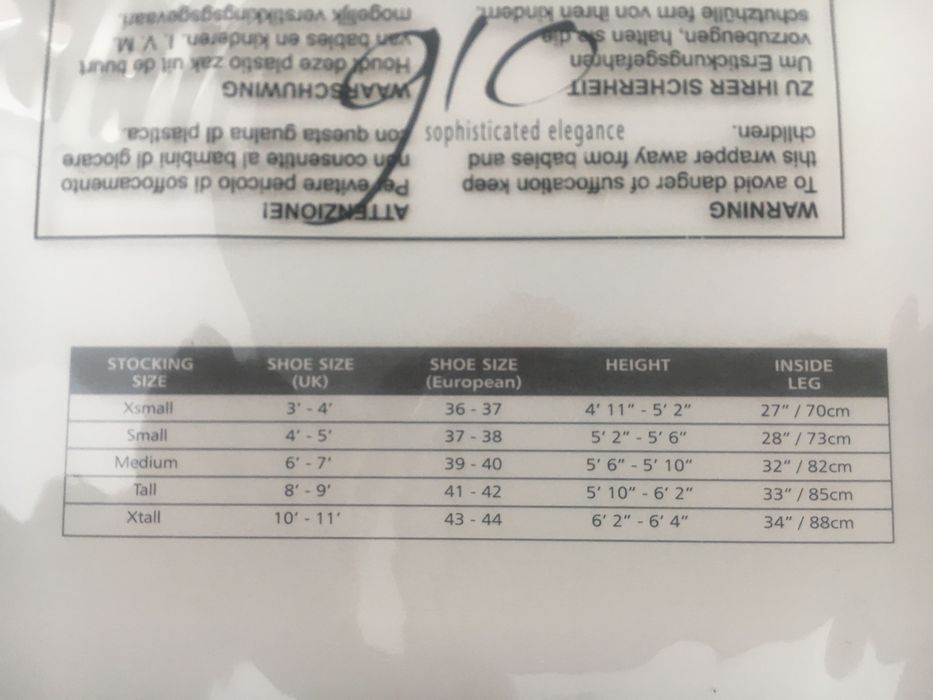 glo
sophisticated elegance
WARNING
To avoid danger of suffocation keep
this wrapper away from babies and
children.
ZU IHRER SICHERHEIT
Um Erstickungsgefahren
vorzubeugen, halten sie die
schutzhülle fern von ihren kindern.
ATTENZIONE!
Per evitare pericolo di soffocamento
non consentite ai bambini di giocare
con questa guaina di plastica.
WAARSCHUWING
Houdt deze plastic zak uit de buurt
van babies en kinderen. I. V. M.
mogelijk verstikkingsgevaar.
STOCKING SIZE SHOE SIZE (UK) SHOE SIZE (European) HEIGHT INSIDE LEG
Xsmall 3' - 4' 36 - 37 4' 11" - 5' 2" 27" / 70cm
Small 4' - 5' 37 - 38 5' 2" - 5' 6" 28" / 73cm
Medium 6' - 7' 39 - 40 5' 6" - 5' 10" 32" / 82cm
Tall 8' - 9' 41 - 42 5' 10" - 6' 2" 33" / 85cm
Xtall 10' - 11' 43 - 44 6' 2" - 6' 4" 34" / 88cm